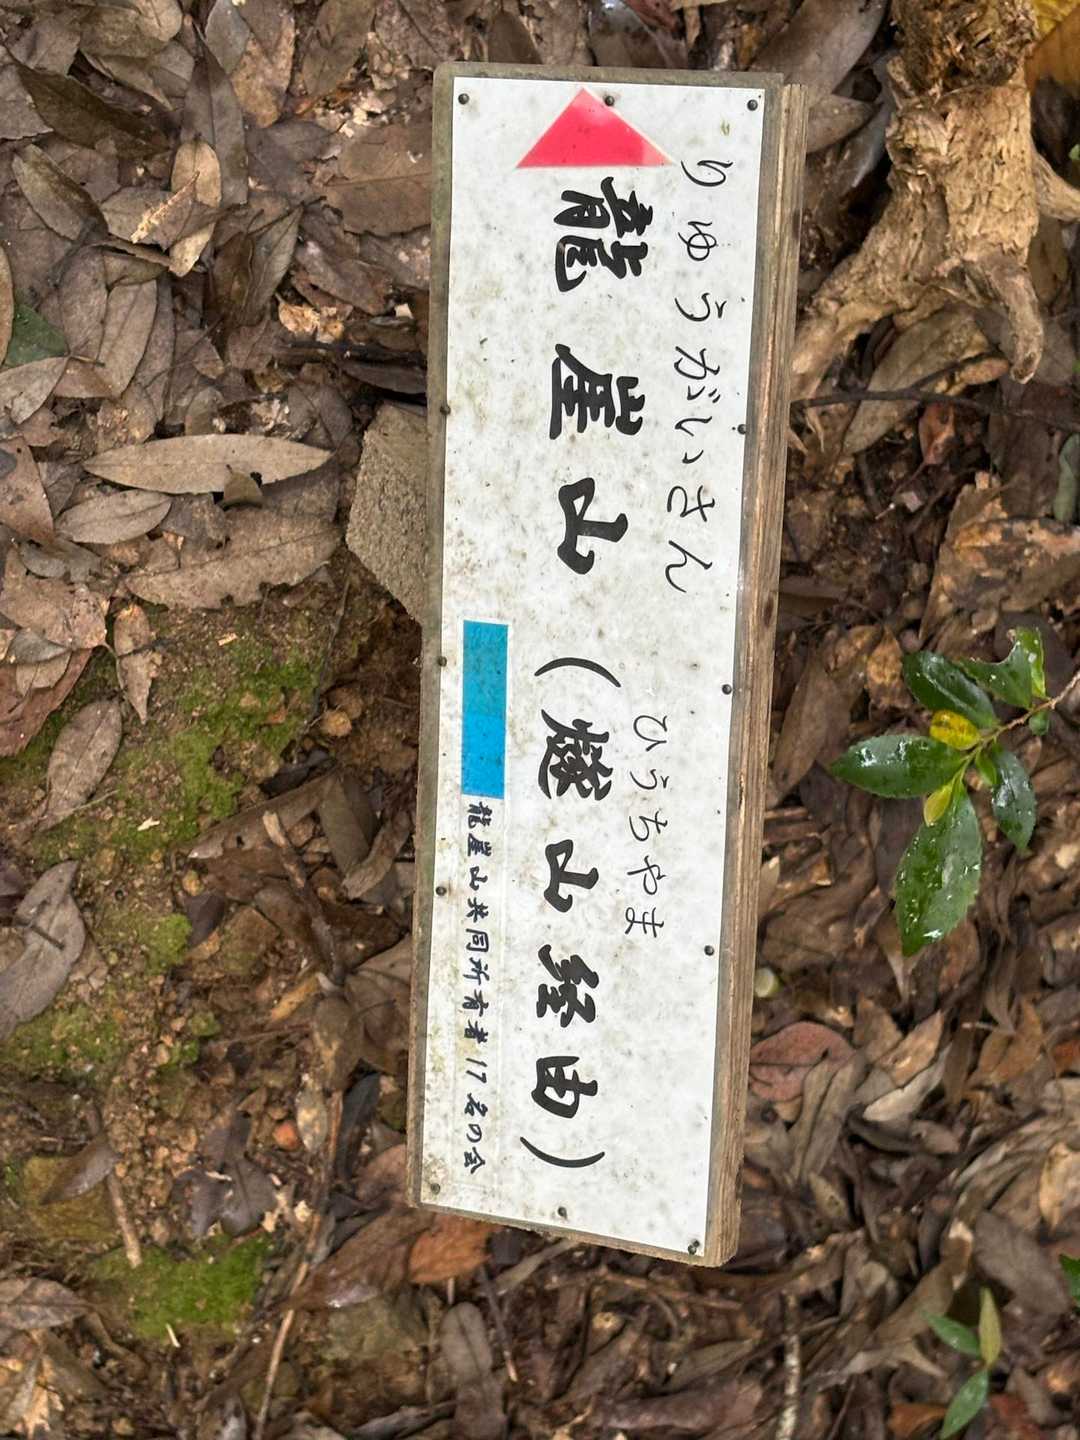 りゅうがいさん
龍崖山
ひうちやま
(燧山経由)
龍崖山共同所有者17名の会